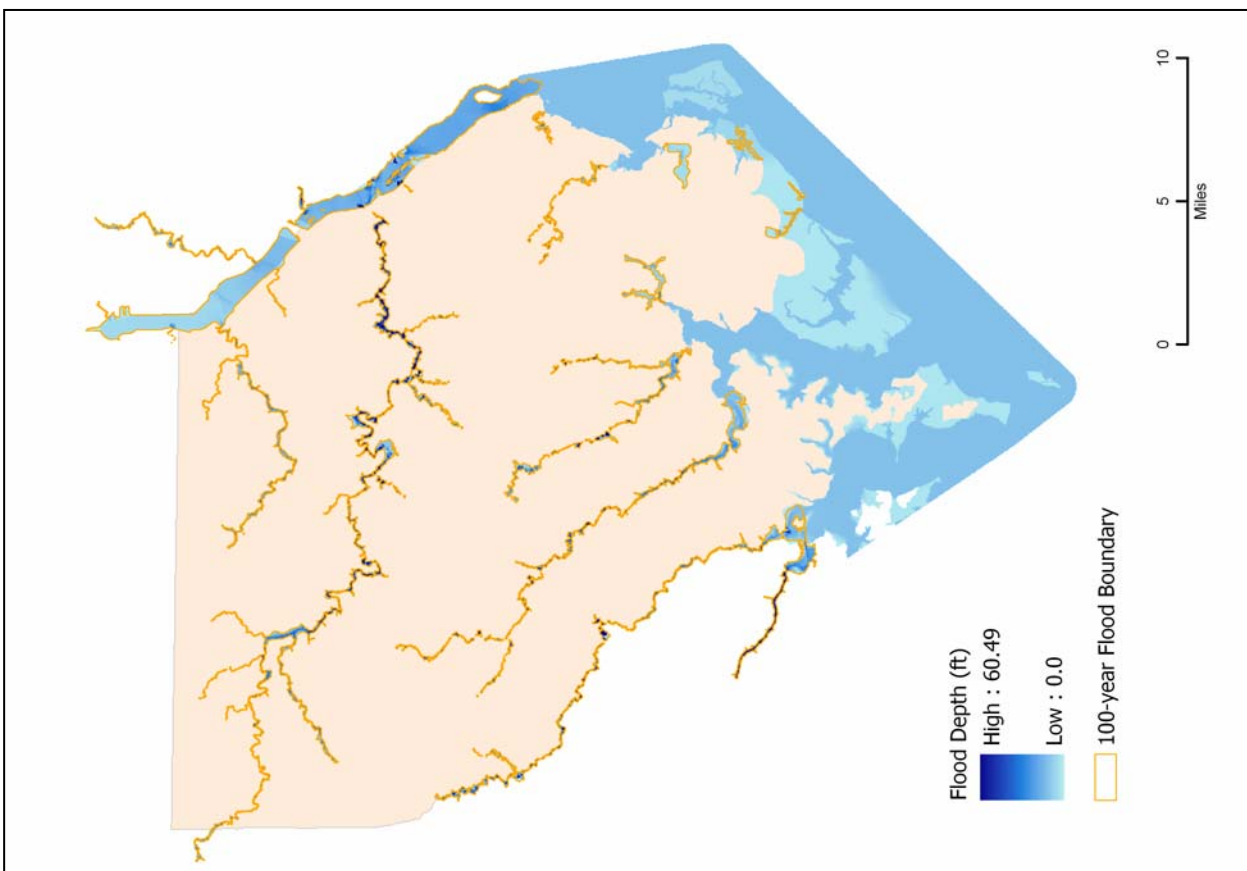 Flood Depth (ft)
High : 60.49
Low : 0.0
100-year Flood Boundary
0
5
10
Miles